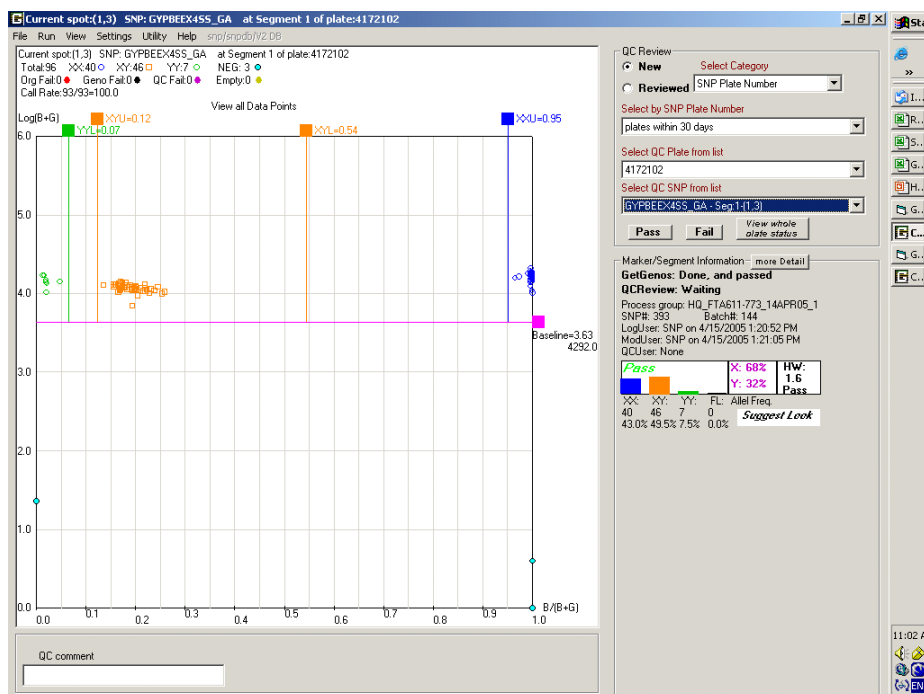 Current spot:(1,3) SNP: GYPBEEX4SS_GA at Segment 1 of plate:4172102
File Run View Settings Utility Help snp/snpdb/V2 DB
Current spot:(1,3) SNP: GYPBEEX4SS_GA at Segment 1 of plate:4172102
Total:96 XX:40 XY:46 YY:7 NEG: 3
Org Fail:0 Geno Fail:0 QC Fail:0 Empty:0
Call Rate:93/93=100.0
View all Data Points
Log(B+G)
XYU=0.12
XXU=0.95
YYL=0.07
XYL=0.54
6.0
5.0
4.0
Baseline=3.63
4292.0
3.0
2.0
1.0
0.0
B/(B+G)
0.0 0.1 0.2 0.3 0.4 0.5 0.6 0.7 0.8 0.9 1.0
QC comment
QC Review
New
Reviewed
Select Category
SNP Plate Number
Select by SNP Plate Number
plates within 30 days
Select QC Plate from list
4172102
Select QC SNP from list
GYPBEEX4SS_GA - Seg:1-(1,3)
Pass Fail View whole
plate status
Marker/Segment Information more Detail
GetGenos: Done, and passed
QCReview: Waiting
Process group: HQ_FTA611-773_14APR05_1
SNP#: 393 Batch#: 144
LogUser: SNP on 4/15/2005 1:20:52 PM
ModUser: SNP on 4/15/2005 1:21:05 PM
QCUser: None
Pass X: 68% HW:
1.6
Y: 32% Pass
XX: XY: YY: FL: Allel Freq.
40 46 7 0 Suggest Look
43.0% 49.5% 7.5% 0.0%
Sta
»
I...
R...
S...
G...
H...
G...
C...
G...
C...
11:02 A
EN